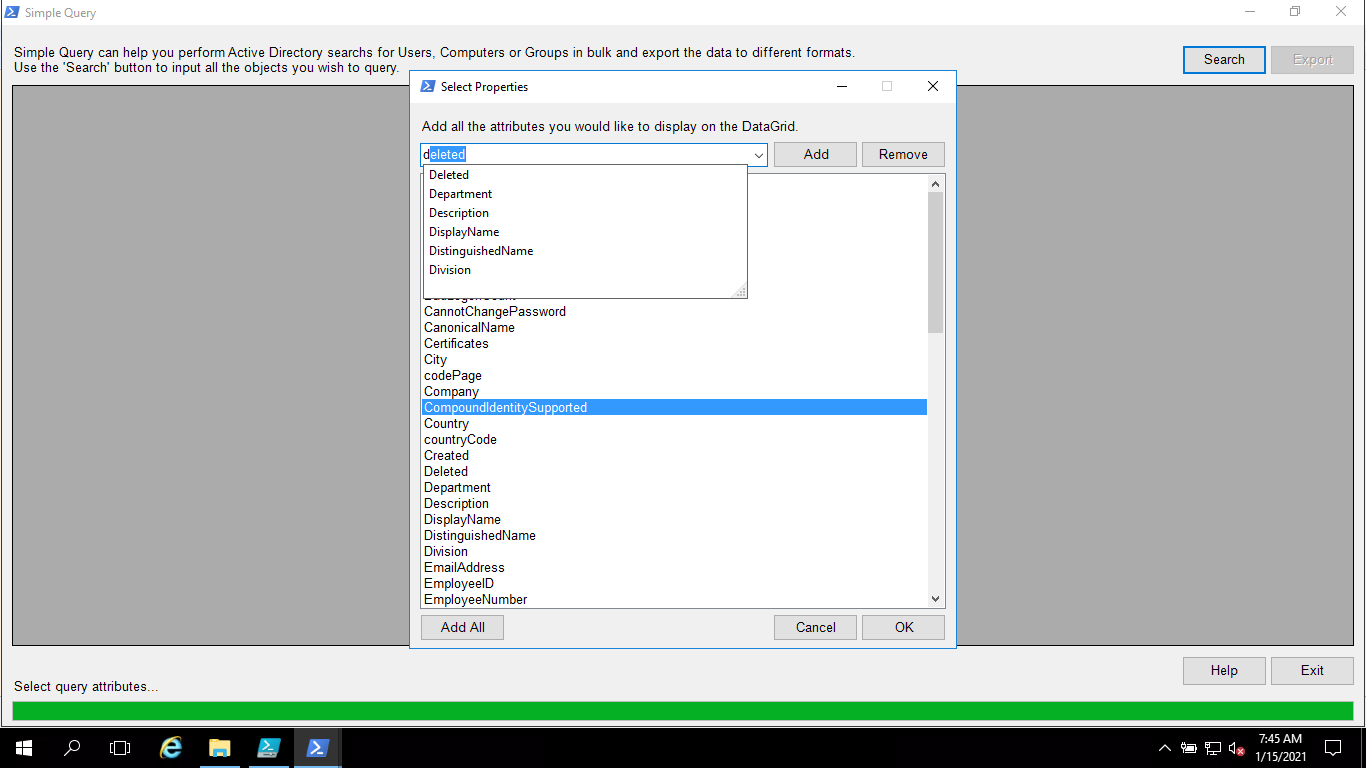 Simple Query
Simple Query can help you perform Active Directory searchs for Users, Computers or Groups in bulk and export the data to different formats.
Use the 'Search' button to input all the objects you wish to query.
Search
Export
Select Properties
Add all the attributes you would like to display on the DataGrid.
deleted
Add
Remove
Deleted
Department
Description
DisplayName
DistinguishedName
Division
CannotChangePassword
CanonicalName
Certificates
City
codePage
Company
CompoundIdentitySupported
Country
countryCode
Created
Deleted
Department
Description
DisplayName
DistinguishedName
Division
EmailAddress
EmployeeID
EmployeeNumber
Add All
Cancel
OK
Help
Exit
Select query attributes...
7:45 AM
1/15/2021